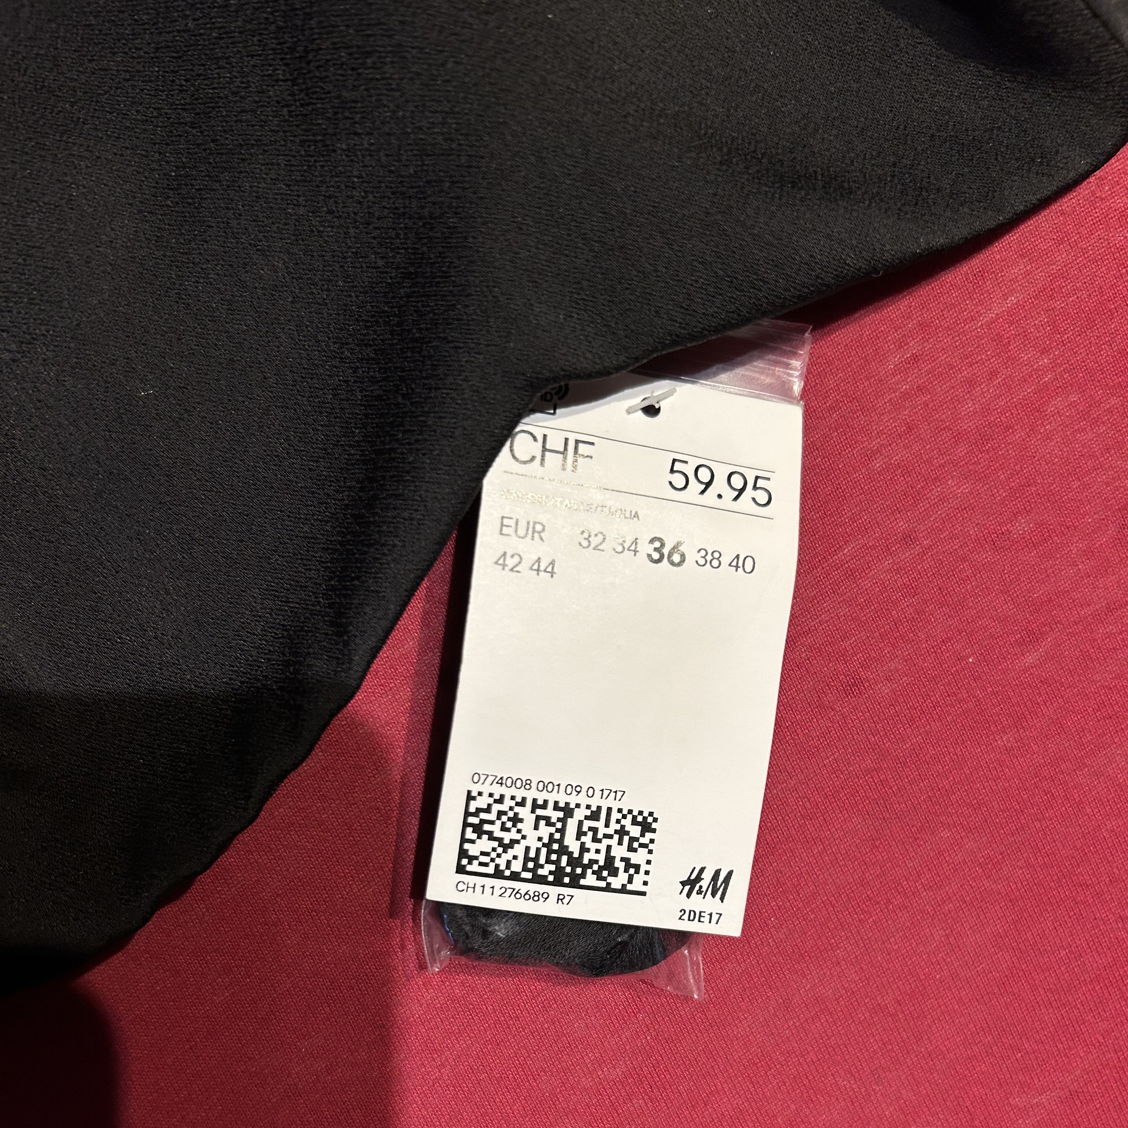 CHF 59.95
EUR 32 34 36 38 40
42 44
0774008 001 09 0 1717
CH11276689 R7
H&M
2DE17